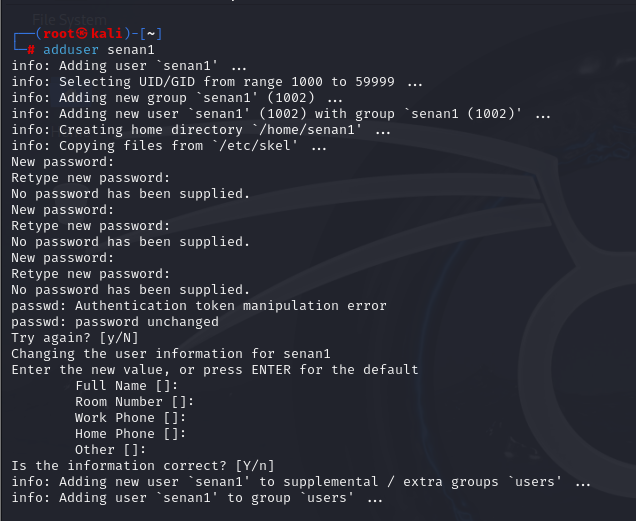 File System
┌──(root㉿kali)-[~]
└─# adduser senan1
info: Adding user `senan1' ...
info: Selecting UID/GID from range 1000 to 59999 ...
info: Adding new group `senan1' (1002) ...
info: Adding new user `senan1' (1002) with group `senan1 (1002)' ...
info: Creating home directory `/home/senan1' ...
info: Copying files from `/etc/skel' ...
New password:
Retype new password:
No password has been supplied.
New password:
Retype new password:
No password has been supplied.
New password:
Retype new password:
No password has been supplied.
passwd: Authentication token manipulation error
passwd: password unchanged
Try again? [y/N]
Changing the user information for senan1
Enter the new value, or press ENTER for the default
        Full Name []:
        Room Number []:
        Work Phone []:
        Home Phone []:
        Other []:
Is the information correct? [Y/n]
info: Adding new user `senan1' to supplemental / extra groups `users' ...
info: Adding user `senan1' to group `users' ...